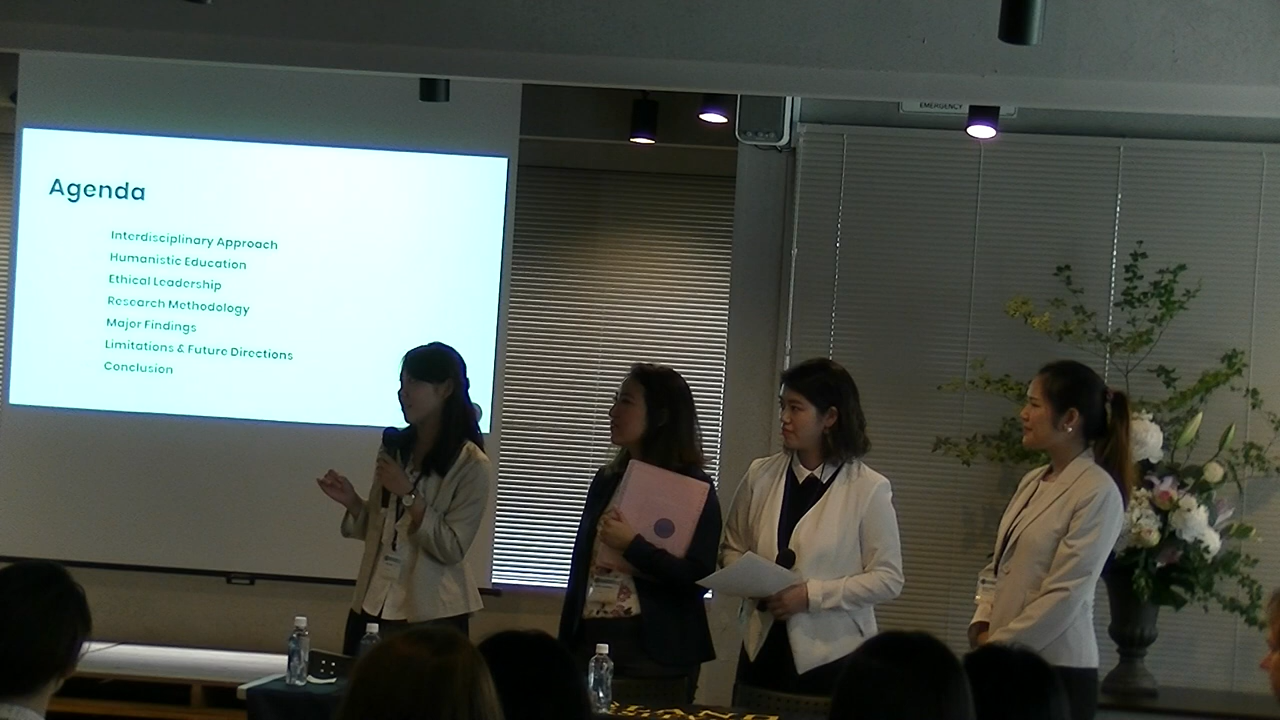 EMERGENCY
Agenda
Interdisciplinary Approach
Humanistic Education
Ethical Leadership
Research Methodology
Major Findings
Limitations & Future Directions
Conclusion